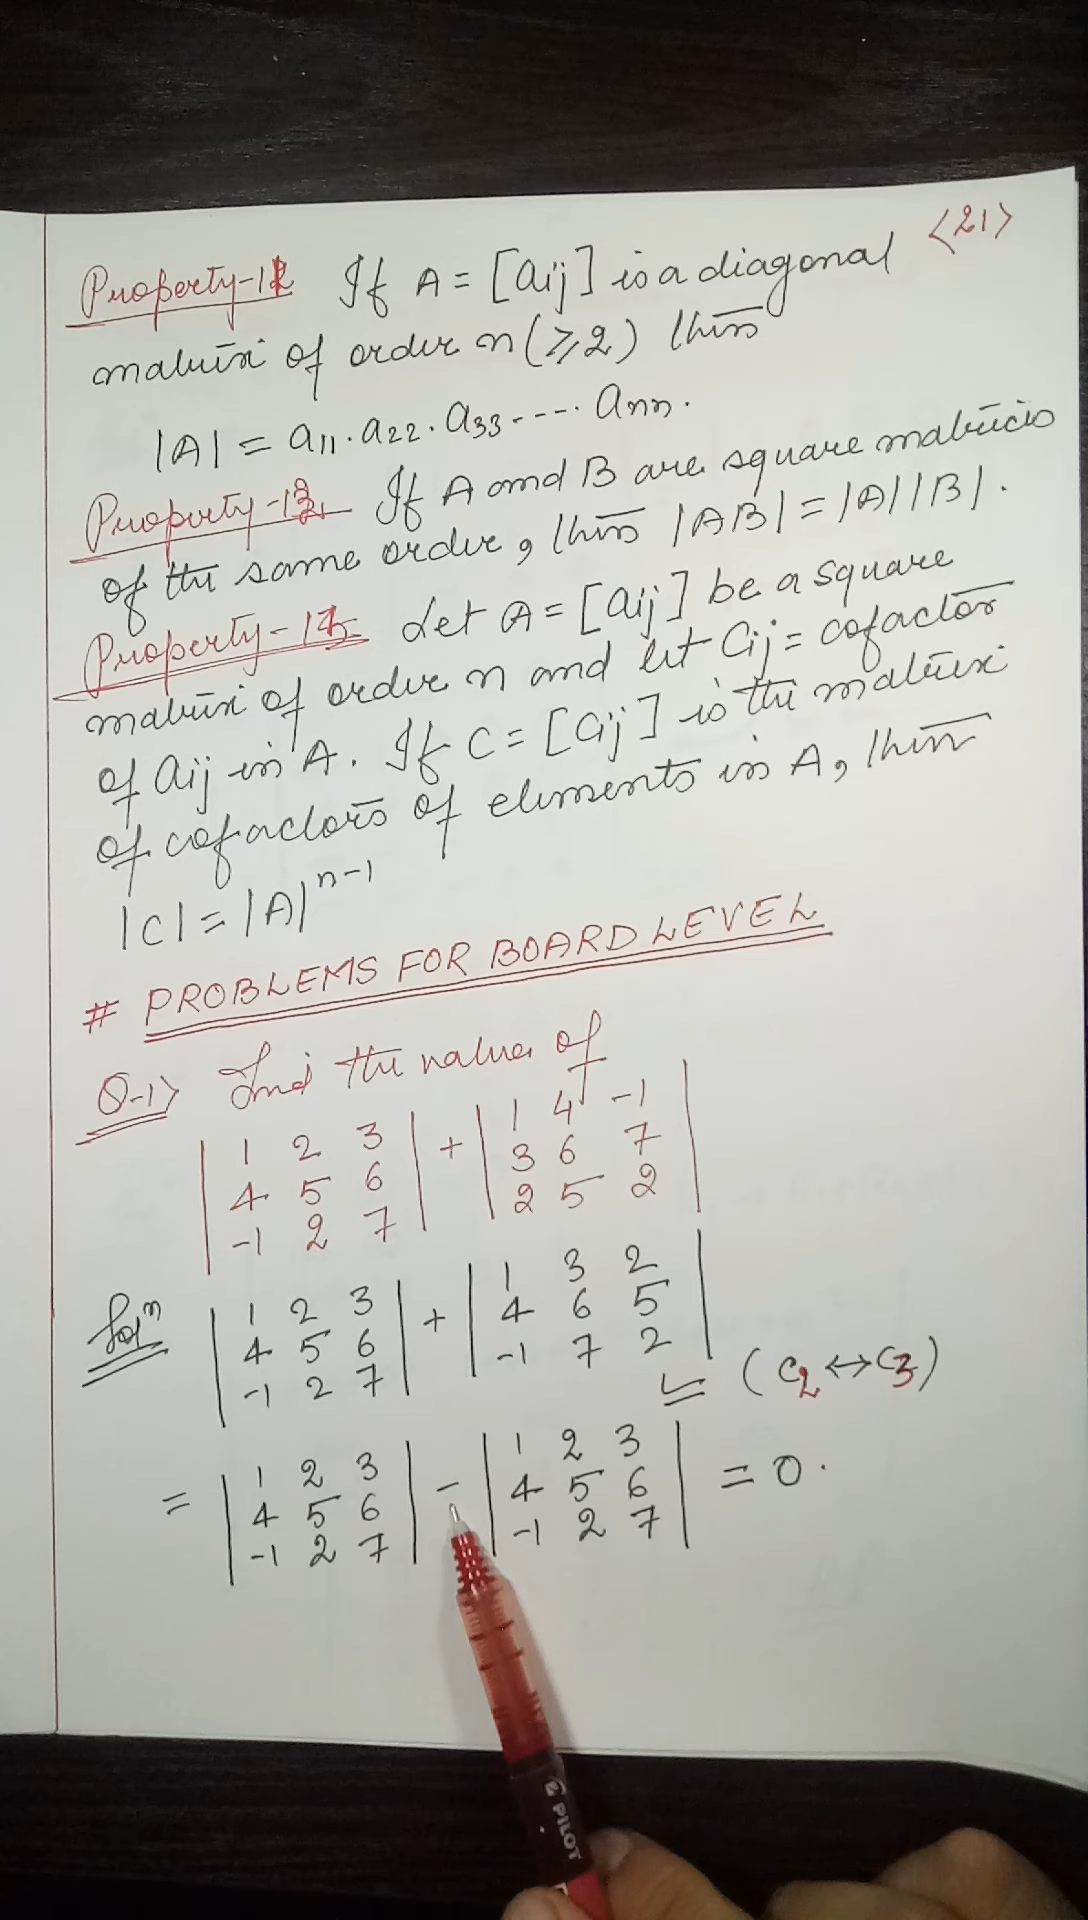 <21>
Property-12 If A = [aij] is a diagonal
matrix of order n (≥2) then
|A| = a11. a22. a33 ---. ann.
Property-13 If A and B are square matrices
of the same order, then |AB| = |A||B|.
Property-14 Let A = [aij] be a square
matrix of order n and let Cij = cofactor
of aij in A. If C = [Cij] is the matrix
of cofactors of elements in A, then
|C| = |A|^n-1
# PROBLEMS FOR BOARD LEVEL
Q-1> Find the value of
| 1 2 3 | + | 1 4 -1 |
| 4 5 6 | | 3 6 7 |
| -1 2 7 | | 2 5 2 |
Solⁿ | 1 2 3 | + | 1 3 2 |
| 4 5 6 | | 4 6 5 |
| -1 2 7 | | -1 7 2 |
(C2 ↔ C3)
= | 1 2 3 | - | 1 2 3 | = 0.
| 4 5 6 | | 4 5 6 |
| -1 2 7 | | -1 2 7 |
PILOT